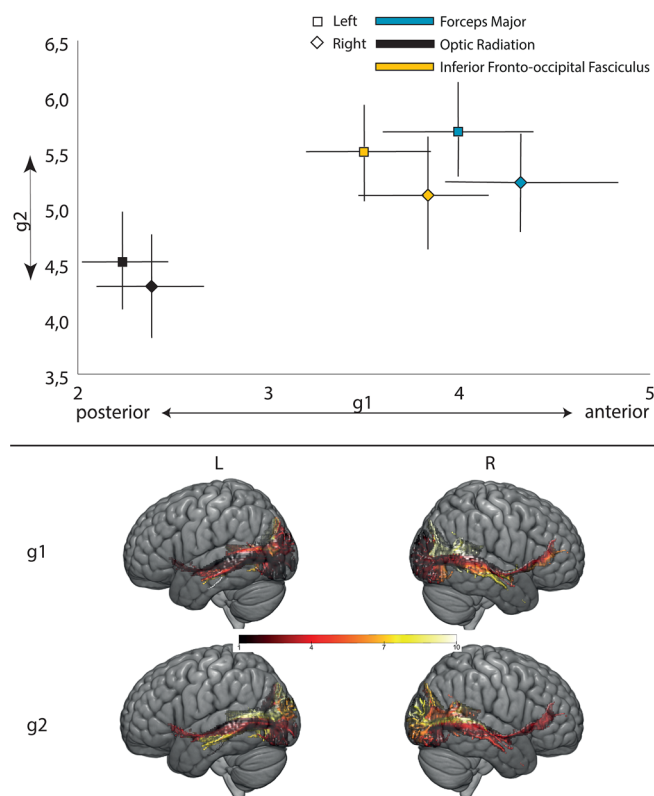 Left
Right
Forceps Major
Optic Radiation
Inferior Fronto-occipital Fasciculus
6,5
6,0
5,5
5,0
4,5
4,0
3,5
g2
2
3
4
5
posterior
g1
anterior
L
R
g1
1
4
7
10
g2